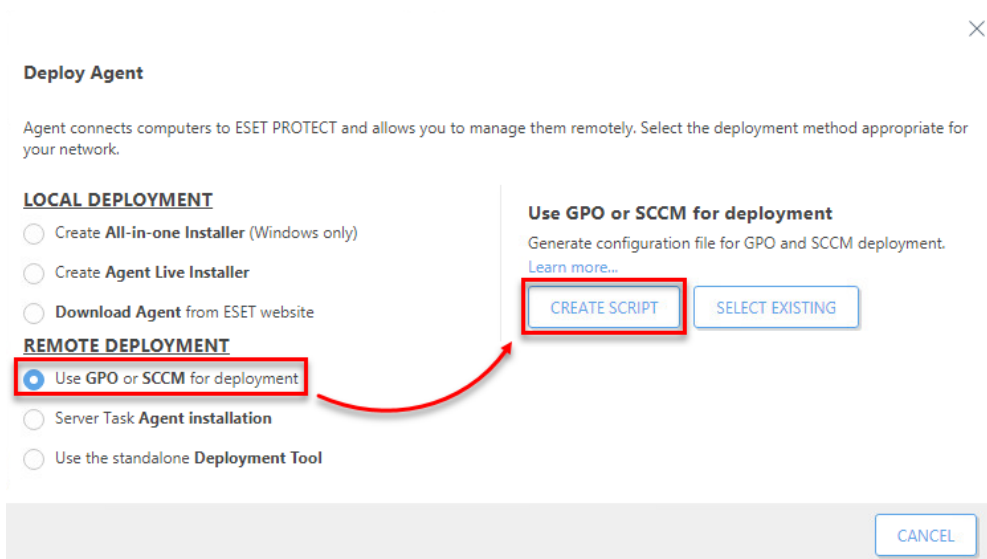 Deploy Agent
Agent connects computers to ESET PROTECT and allows you to manage them remotely. Select the deployment method appropriate for
your network.
LOCAL DEPLOYMENT
Create All-in-one Installer (Windows only)
Create Agent Live Installer
Download Agent from ESET website
REMOTE DEPLOYMENT
Use GPO or SCCM for deployment
Server Task Agent installation
Use the standalone Deployment Tool
Use GPO or SCCM for deployment
Generate configuration file for GPO and SCCM deployment.
Learn more...
CREATE SCRIPT
SELECT EXISTING
CANCEL